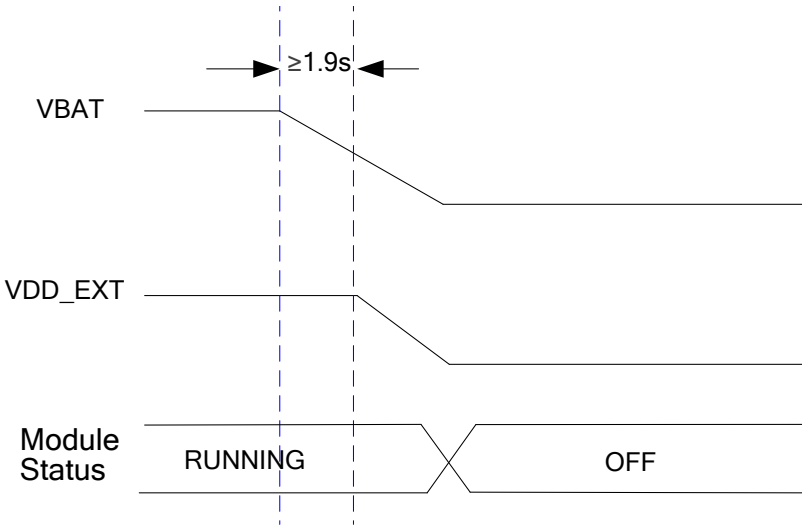 ≥1.9s
VBAT
VDD_EXT
Module
Status
RUNNING
OFF